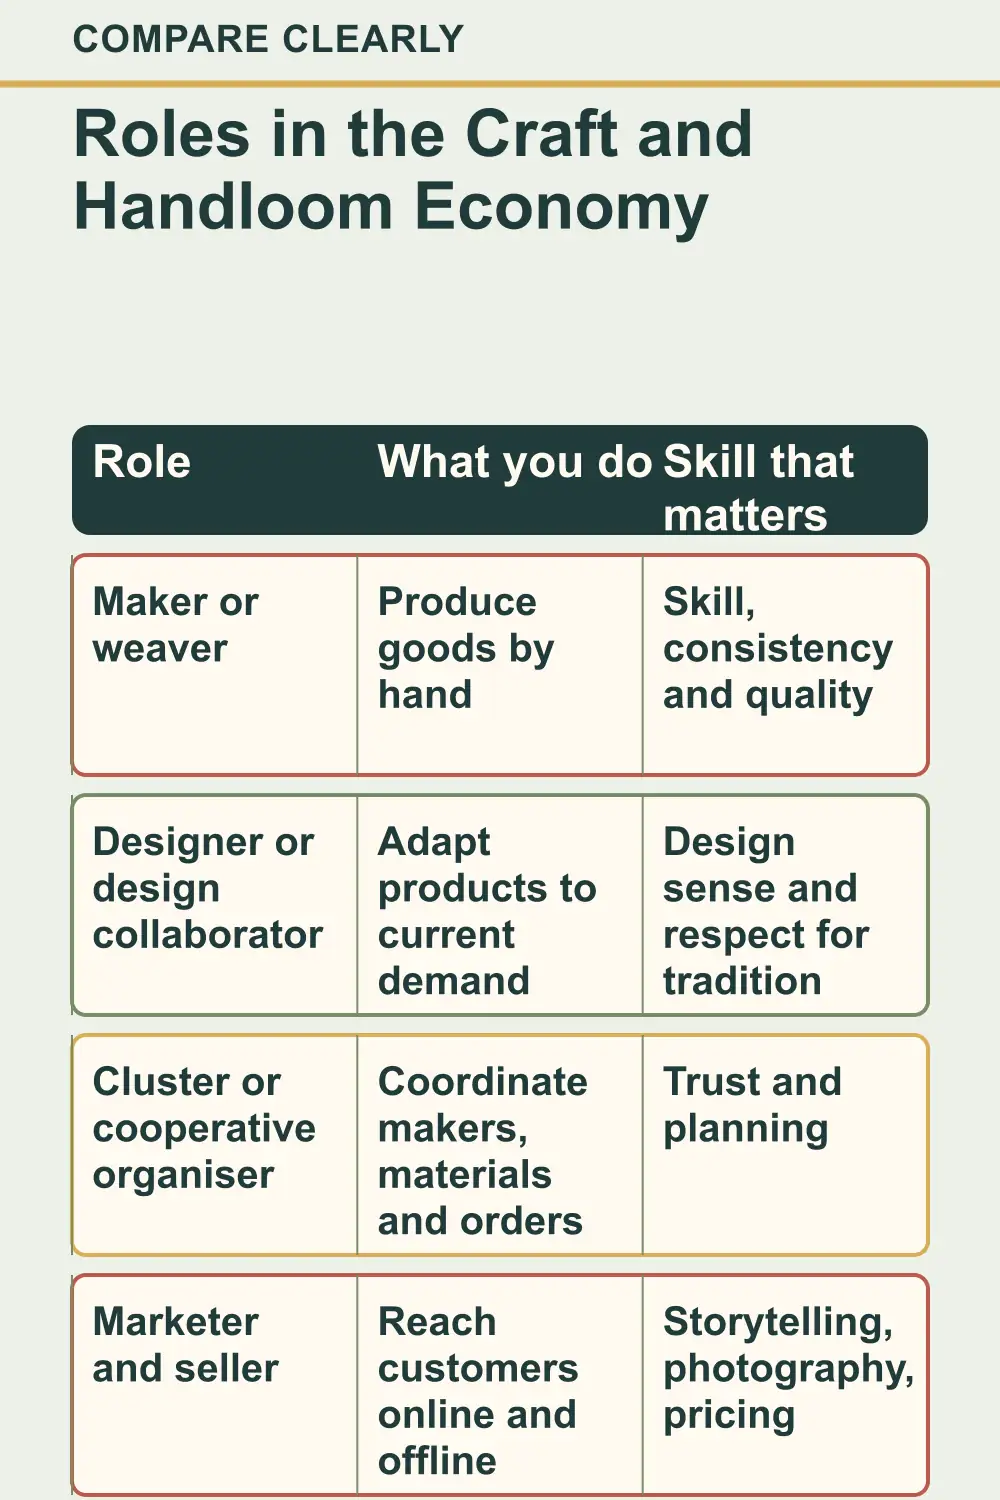 COMPARE CLEARLY
Roles in the Craft and
Handloom Economy
Role
What you do
Skill that
matters
Maker or
weaver
Produce
goods by
hand
Skill,
consistency
and quality
Designer or
design
collaborator
Adapt
products to
current
demand
Design
sense and
respect for
tradition
Cluster or
cooperative
organiser
Coordinate
makers,
materials
and orders
Trust and
planning
Marketer
and seller
Reach
customers
online and
offline
Storytelling,
photography,
pricing